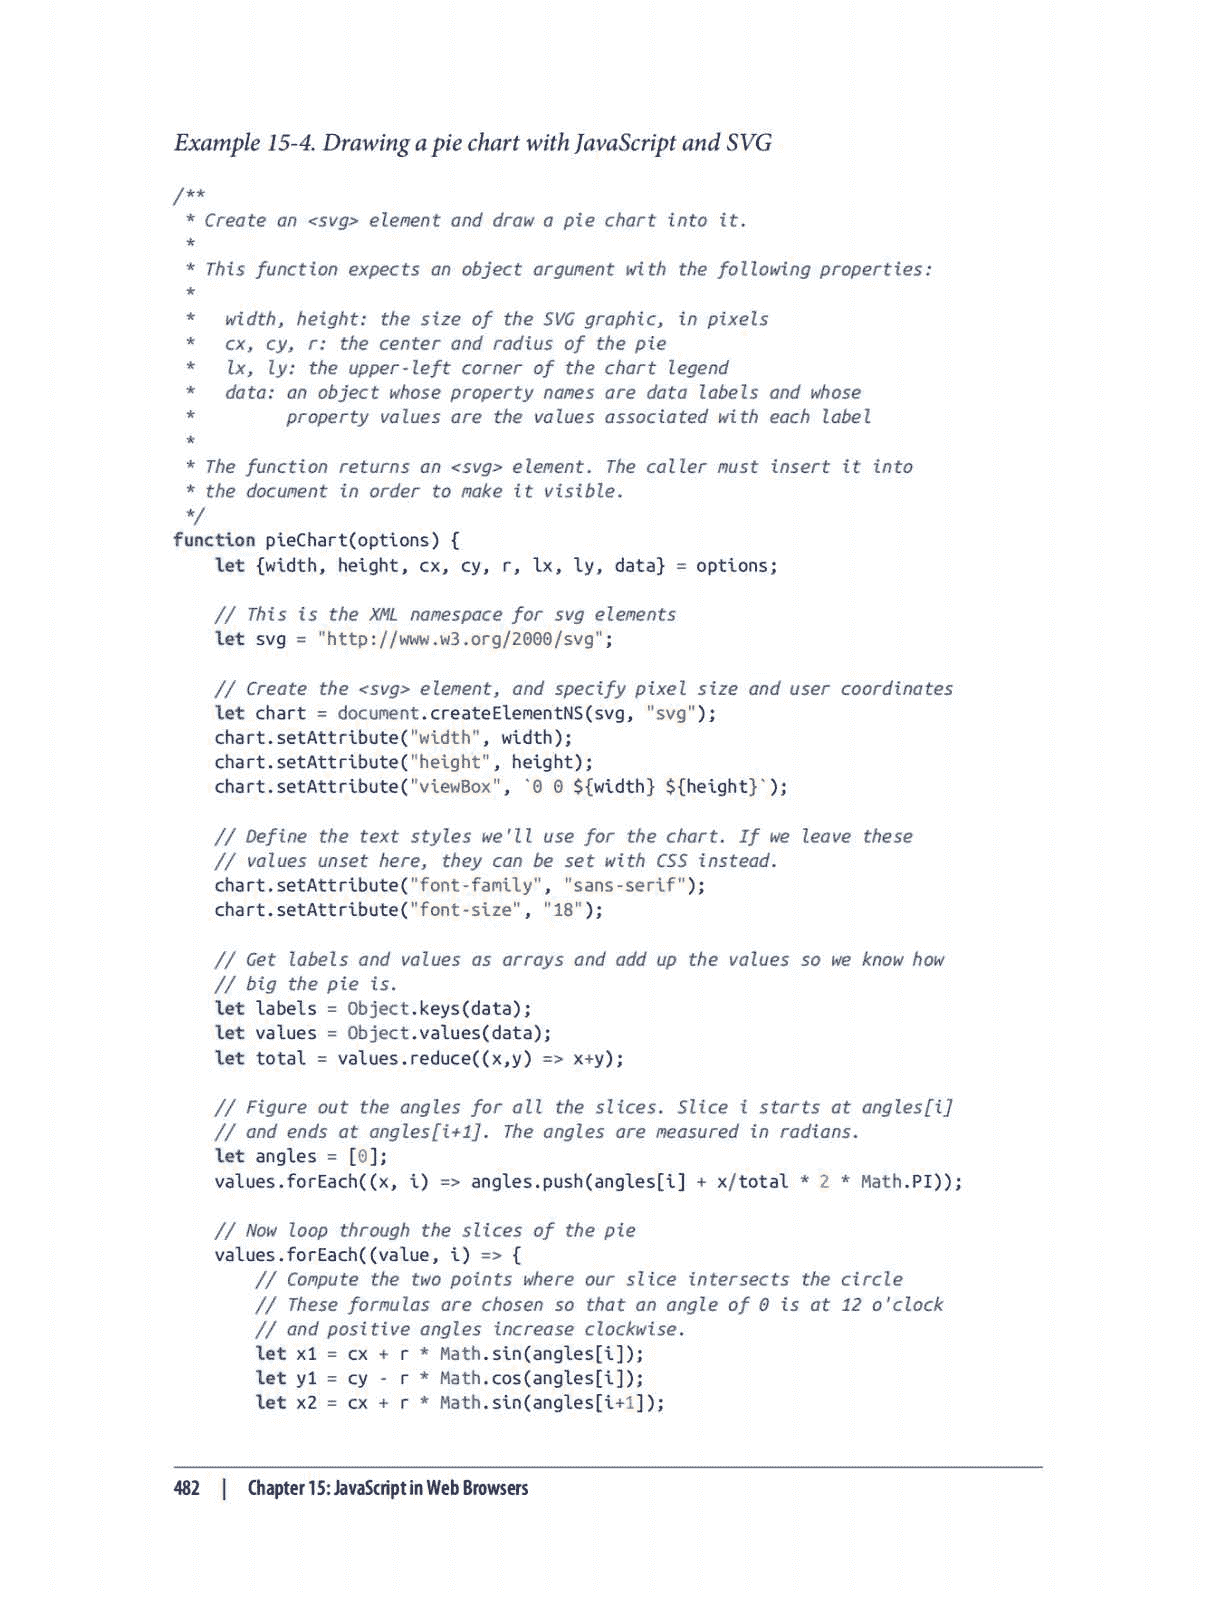 Example 15-4. Drawing a pie chart with JavaScript and SVG
/**
 * Create an <svg> element and draw a pie chart into it.
 *
 * This function expects an object argument with the following properties:
 *
 *   width, height: the size of the SVG graphic, in pixels
 *   cx, cy, r: the center and radius of the pie
 *   lx, ly: the upper-left corner of the chart legend
 *   data: an object whose property names are data labels and whose
 *         property values are the values associated with each label
 *
 * The function returns an <svg> element. The caller must insert it into
 * the document in order to make it visible.
 */
function pieChart(options) {
    let {width, height, cx, cy, r, lx, ly, data} = options;

    // This is the XML namespace for svg elements
    let svg = "http://www.w3.org/2000/svg";

    // Create the <svg> element, and specify pixel size and user coordinates
    let chart = document.createElementNS(svg, "svg");
    chart.setAttribute("width", width);
    chart.setAttribute("height", height);
    chart.setAttribute("viewBox", `0 0 ${width} ${height}`);

    // Define the text styles we'll use for the chart. If we leave these
    // values unset here, they can be set with CSS instead.
    chart.setAttribute("font-family", "sans-serif");
    chart.setAttribute("font-size", "18");

    // Get labels and values as arrays and add up the values so we know how
    // big the pie is.
    let labels = Object.keys(data);
    let values = Object.values(data);
    let total = values.reduce((x,y) => x+y);

    // Figure out the angles for all the slices. Slice i starts at angles[i]
    // and ends at angles[i+1]. The angles are measured in radians.
    let angles = [0];
    values.forEach((x, i) => angles.push(angles[i] + x/total * 2 * Math.PI));

    // Now loop through the slices of the pie
    values.forEach((value, i) => {
        // Compute the two points where our slice intersects the circle
        // These formulas are chosen so that an angle of 0 is at 12 o'clock
        // and positive angles increase clockwise.
        let x1 = cx + r * Math.sin(angles[i]);
        let y1 = cy - r * Math.cos(angles[i]);
        let x2 = cx + r * Math.sin(angles[i+1]);
482 | Chapter 15: JavaScript in Web Browsers